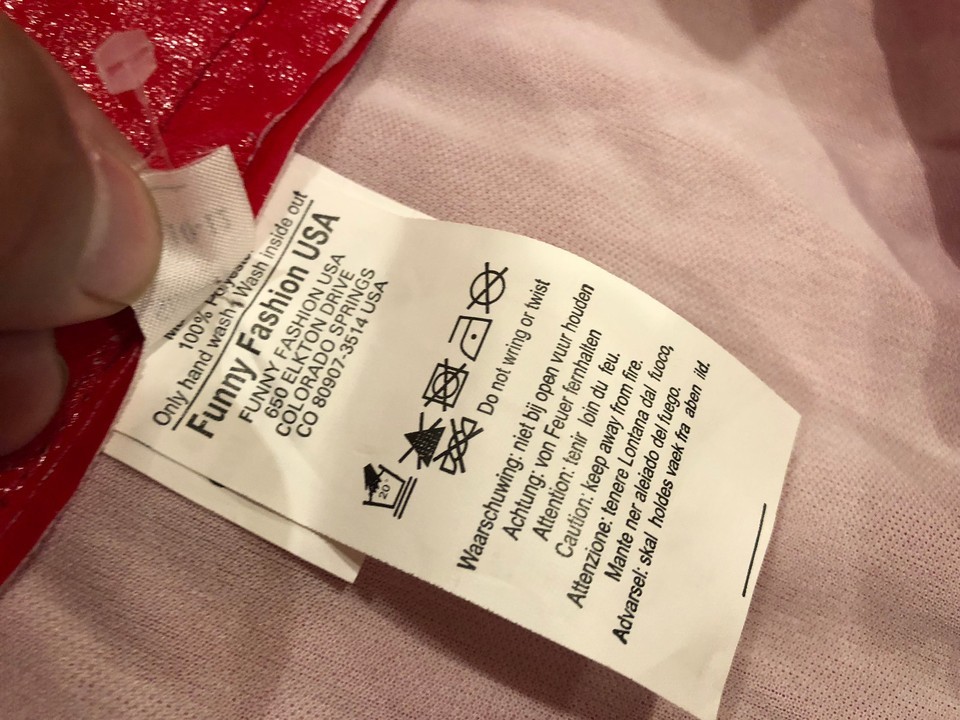 100% Polyester
Only hand wash ! Wash inside out
Funny Fashion USA
FUNNY FASHION USA
650 ELKTON DRIVE
COLORADO SPRINGS
CO 80907-3514 USA
20°
Do not wring or twist
Waarschuwing: niet bij open vuur houden
Achtung: von Feuer fernhalten
Attention: tenir loin du feu.
Caution: keep away from fire.
Attenzione: tenere Lontana dal fuoco,
Mante ner aleiado del luego.
Advarsel: skal holdes vaek fra aben ild.